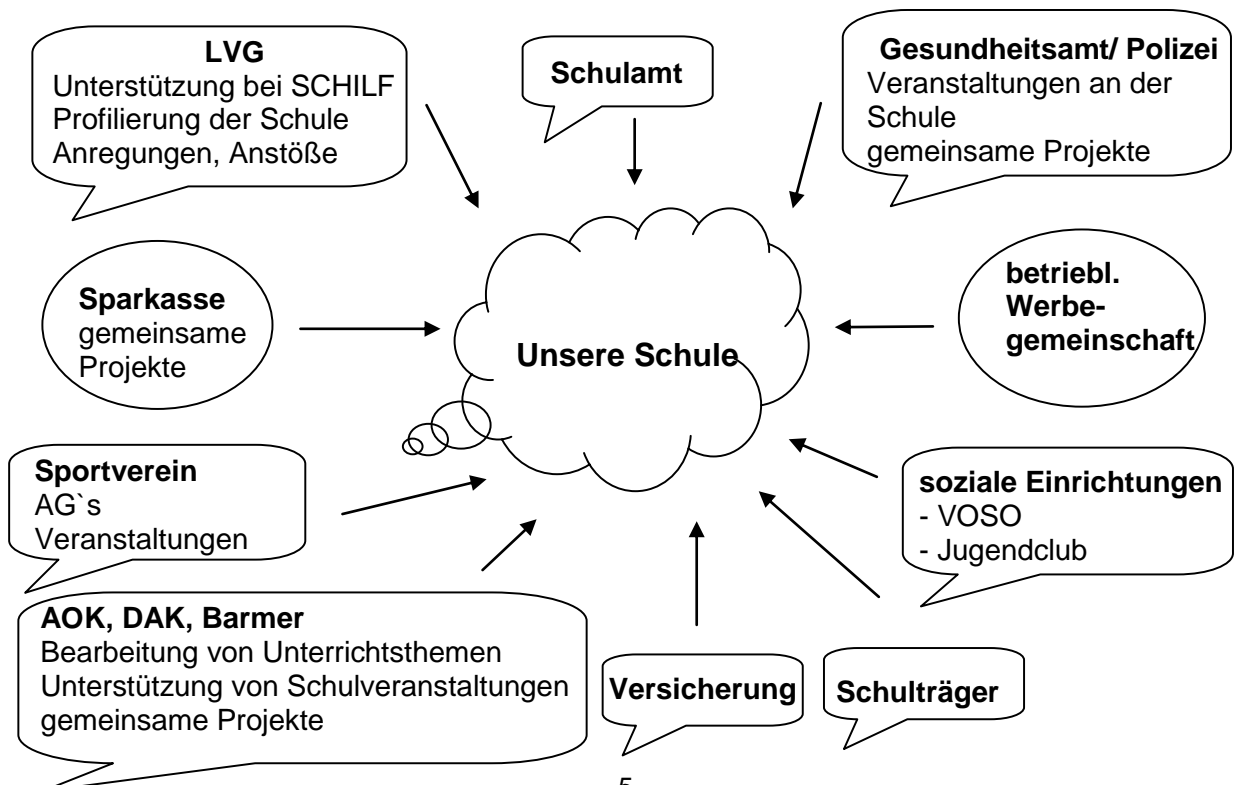 LVG
Unterstützung bei SCHILF
Profilierung der Schule
Anregungen, Anstöße
Schulamt
Gesundheitsamt/ Polizei
Veranstaltungen an der
Schule
gemeinsame Projekte
Sparkasse
gemeinsame
Projekte
Unsere Schule
betriebl.
Werbe-
gemeinschaft
Sportverein
AG`s
Veranstaltungen
soziale Einrichtungen
- VOSO
- Jugendclub
AOK, DAK, Barmer
Bearbeitung von Unterrichtsthemen
Unterstützung von Schulveranstaltungen
gemeinsame Projekte
Versicherung
Schulträger
5